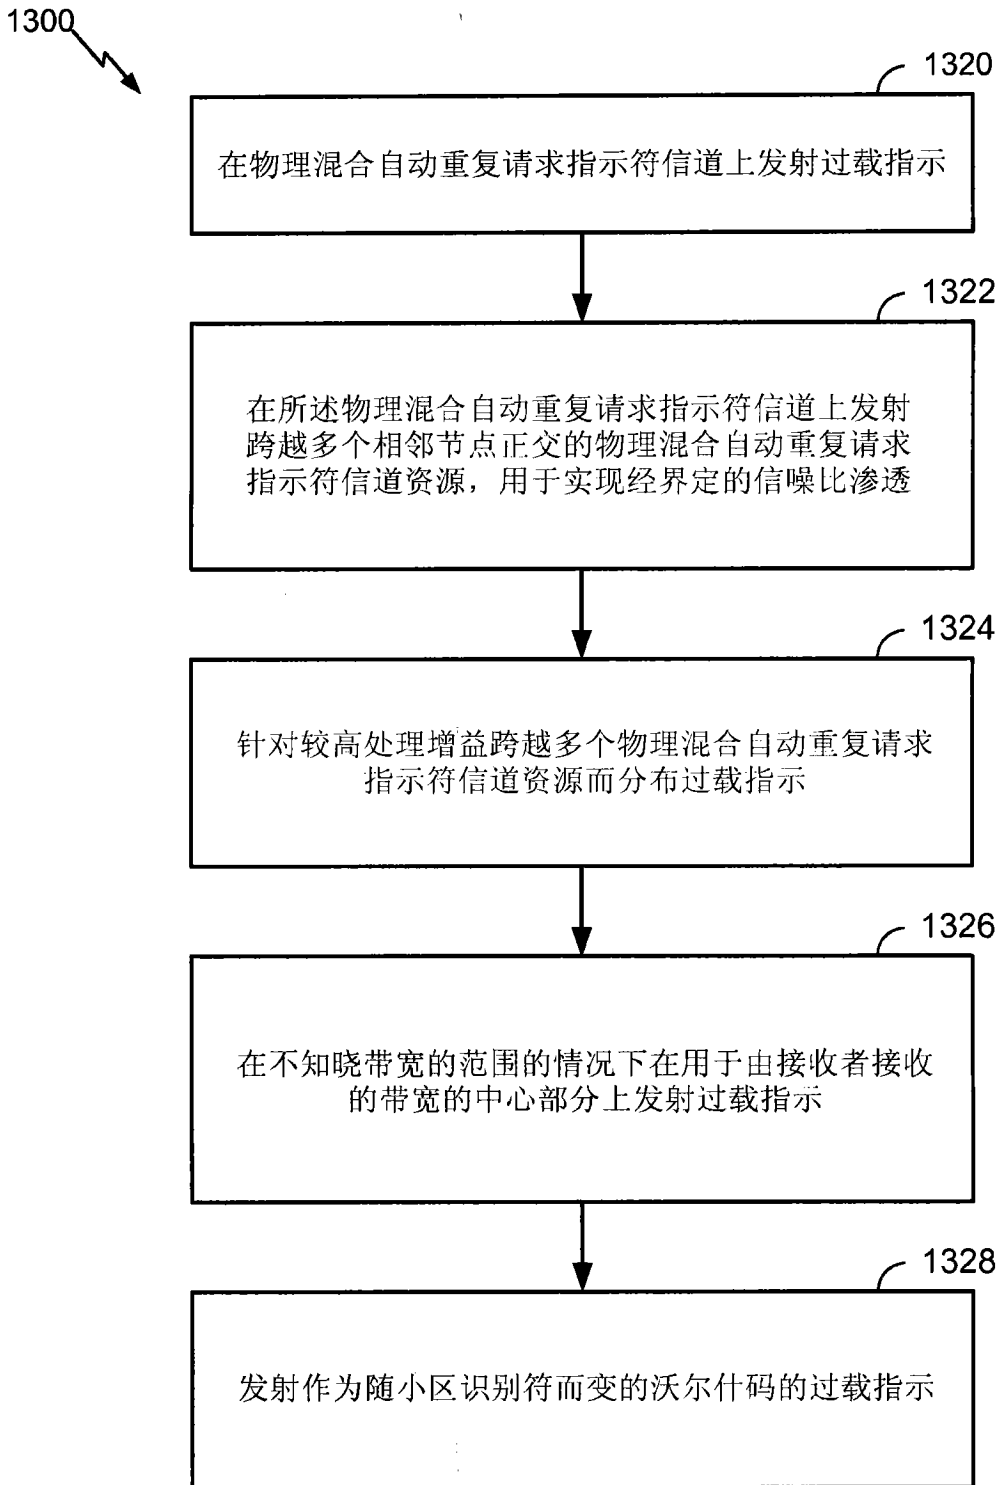 1300
1320
在物理混合自动重复请求指示符信道上发射过载指示
1322
在所述物理混合自动重复请求指示符信道上发射
跨越多个相邻节点正交的物理混合自动重复请求
指示符信道资源，用于实现经界定的信噪比渗透
1324
针对较高处理增益跨越多个物理混合自动重复请求
指示符信道资源而分布过载指示
1326
在不知晓带宽的范围的情况下在用于由接收者接收
的带宽的中心部分上发射过载指示
1328
发射作为随小区识别符而变的沃尔什码的过载指示